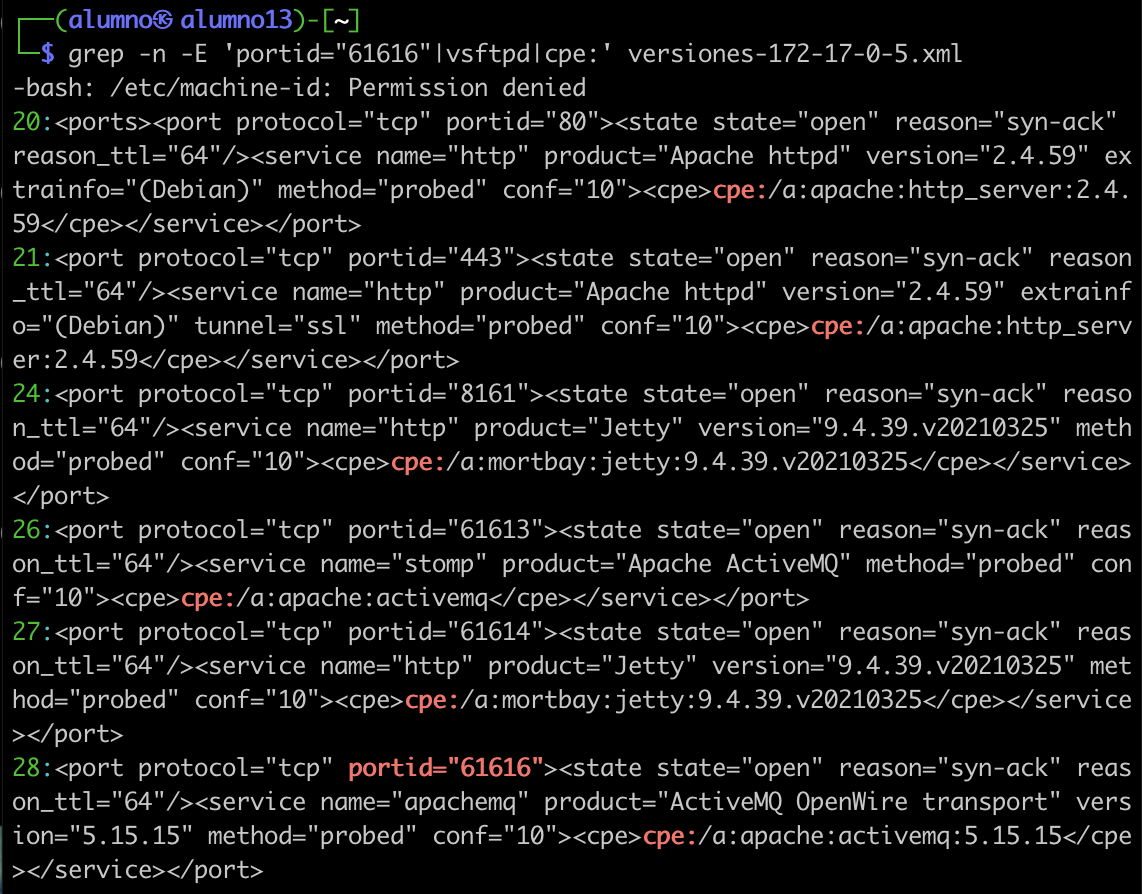 ┌──(alumno㉿ alumno13)-[~]
└─$ grep -n -E 'portid="61616"|vsftpd|cpe:' versiones-172-17-0-5.xml
-bash: /etc/machine-id: Permission denied
20:<ports><port protocol="tcp" portid="80"><state state="open" reason="syn-ack"
reason_ttl="64"/><service name="http" product="Apache httpd" version="2.4.59" ex
trainfo="(Debian)" method="probed" conf="10"><cpe>cpe:/a:apache:http_server:2.4.
59</cpe></service></port>
21:<port protocol="tcp" portid="443"><state state="open" reason="syn-ack" reason
_ttl="64"/><service name="http" product="Apache httpd" version="2.4.59" extrainf
o="(Debian)" tunnel="ssl" method="probed" conf="10"><cpe>cpe:/a:apache:http_serv
er:2.4.59</cpe></service></port>
24:<port protocol="tcp" portid="8161"><state state="open" reason="syn-ack" reaso
n_ttl="64"/><service name="http" product="Jetty" version="9.4.39.v20210325" meth
od="probed" conf="10"><cpe>cpe:/a:mortbay:jetty:9.4.39.v20210325</cpe></service>
</port>
26:<port protocol="tcp" portid="61613"><state state="open" reason="syn-ack" reas
on_ttl="64"/><service name="stomp" product="Apache ActiveMQ" method="probed" con
f="10"><cpe>cpe:/a:apache:activemq</cpe></service></port>
27:<port protocol="tcp" portid="61614"><state state="open" reason="syn-ack" reas
on_ttl="64"/><service name="http" product="Jetty" version="9.4.39.v20210325" met
hod="probed" conf="10"><cpe>cpe:/a:mortbay:jetty:9.4.39.v20210325</cpe></service
></port>
28:<port protocol="tcp" portid="61616"><state state="open" reason="syn-ack" reas
on_ttl="64"/><service name="apachemq" product="ActiveMQ OpenWire transport" vers
ion="5.15.15" method="probed" conf="10"><cpe>cpe:/a:apache:activemq:5.15.15</cpe
></service></port>